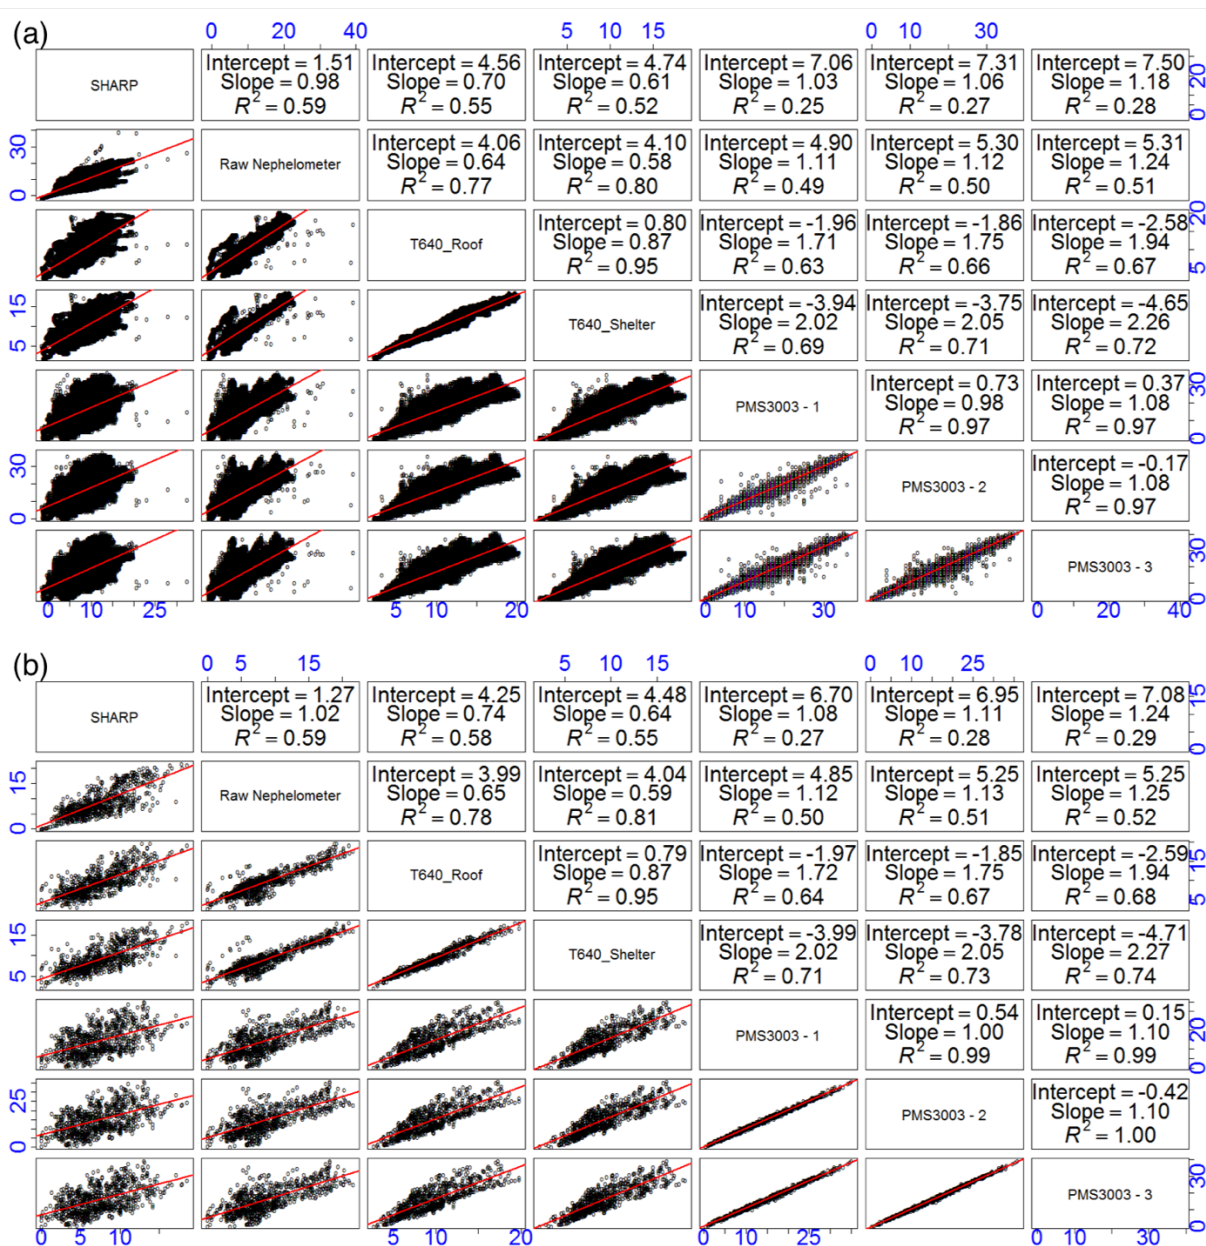 (a)
0 20 40
5 10 15
0 10 30
SHARP
Intercept = 1.51
Slope = 0.98
R² = 0.59
Intercept = 4.56
Slope = 0.70
R² = 0.55
Intercept = 4.74
Slope = 0.61
R² = 0.52
Intercept = 7.06
Slope = 1.03
R² = 0.25
Intercept = 7.31
Slope = 1.06
R² = 0.27
Intercept = 7.50
Slope = 1.18
R² = 0.28
0 20
0 30
Raw Nephelometer
Intercept = 4.06
Slope = 0.64
R² = 0.77
Intercept = 4.10
Slope = 0.58
R² = 0.80
Intercept = 4.90
Slope = 1.11
R² = 0.49
Intercept = 5.30
Slope = 1.12
R² = 0.50
Intercept = 5.31
Slope = 1.24
R² = 0.51
T640_Roof
Intercept = 0.80
Slope = 0.87
R² = 0.95
Intercept = -1.96
Slope = 1.71
R² = 0.63
Intercept = -1.86
Slope = 1.75
R² = 0.66
Intercept = -2.58
Slope = 1.94
R² = 0.67
5 20
5 15
T640_Shelter
Intercept = -3.94
Slope = 2.02
R² = 0.69
Intercept = -3.75
Slope = 2.05
R² = 0.71
Intercept = -4.65
Slope = 2.26
R² = 0.72
PMS3003 - 1
Intercept = 0.73
Slope = 0.98
R² = 0.97
Intercept = 0.37
Slope = 1.08
R² = 0.97
0 30
0 30
PMS3003 - 2
Intercept = -0.17
Slope = 1.08
R² = 0.97
PMS3003 - 3
0 30
0 10 25
5 10 20
0 10 30
0 20 40
(b)
0 5 15
5 10 15
0 10 25
SHARP
Intercept = 1.27
Slope = 1.02
R² = 0.59
Intercept = 4.25
Slope = 0.74
R² = 0.58
Intercept = 4.48
Slope = 0.64
R² = 0.55
Intercept = 6.70
Slope = 1.08
R² = 0.27
Intercept = 6.95
Slope = 1.11
R² = 0.28
Intercept = 7.08
Slope = 1.24
R² = 0.29
0 15
0 15
Raw Nephelometer
Intercept = 3.99
Slope = 0.65
R² = 0.78
Intercept = 4.04
Slope = 0.59
R² = 0.81
Intercept = 4.85
Slope = 1.12
R² = 0.50
Intercept = 5.25
Slope = 1.13
R² = 0.51
Intercept = 5.25
Slope = 1.25
R² = 0.52
T640_Roof
Intercept = 0.79
Slope = 0.87
R² = 0.95
Intercept = -1.97
Slope = 1.72
R² = 0.64
Intercept = -1.85
Slope = 1.75
R² = 0.67
Intercept = -2.59
Slope = 1.94
R² = 0.68
5 15
5 15
T640_Shelter
Intercept = -3.99
Slope = 2.02
R² = 0.71
Intercept = -3.78
Slope = 2.05
R² = 0.73
Intercept = -4.71
Slope = 2.27
R² = 0.74
PMS3003 - 1
Intercept = 0.54
Slope = 1.00
R² = 0.99
Intercept = 0.15
Slope = 1.10
R² = 0.99
0 20
0 25
PMS3003 - 2
Intercept = -0.42
Slope = 1.10
R² = 1.00
PMS3003 - 3
0 30
0 5 10
5 10 20
0 10 20
0 10 30